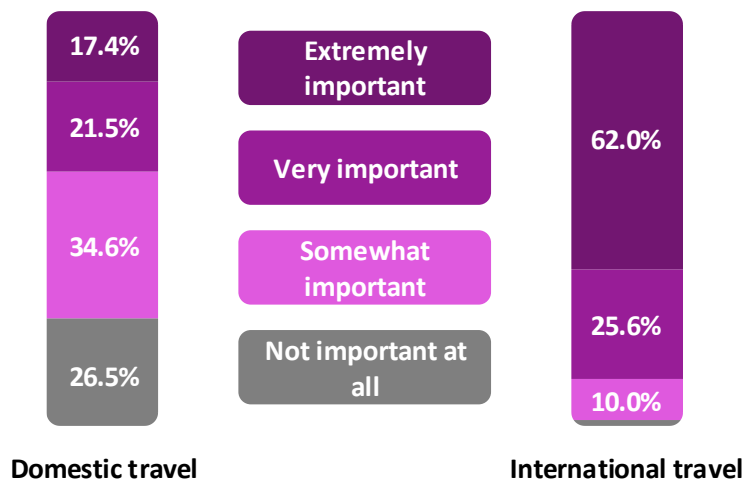 17.4%
21.5%
34.6%
26.5%
Domestic travel
Extremely
important
Very important
Somewhat
important
Not important at
all
62.0%
25.6%
10.0%
International travel